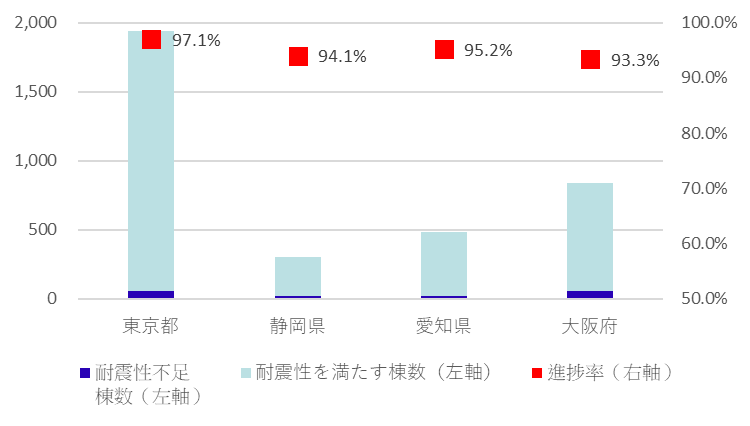 2,000
1,500
1,000
500
0
100.0%
90.0%
80.0%
70.0%
60.0%
50.0%
97.1%
94.1%
95.2%
93.3%
東京都
静岡県
愛知県
大阪府
耐震性不足
棟数（左軸）
耐震性を満たす棟数（左軸）
進捗率（右軸）